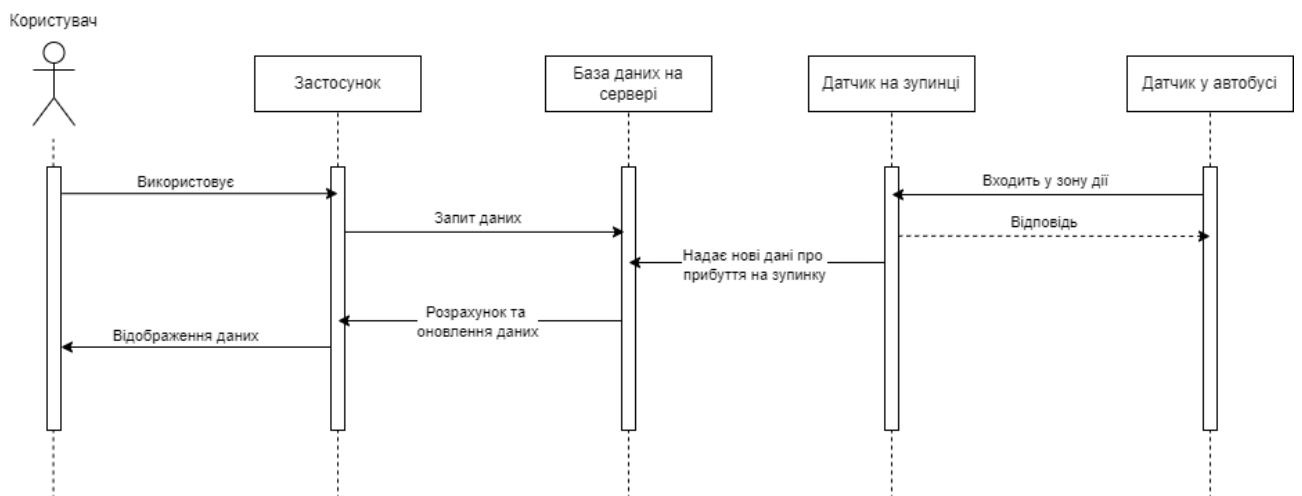 Користувач
Застосунок
База даних на
сервері
Датчик на зупинці
Датчик у автобусі
Використовує
Входить у зону дії
Запит даних
Відповідь
Надає нові дані про
прибуття на зупинку
Розрахунок та
оновлення даних
Відображення даних